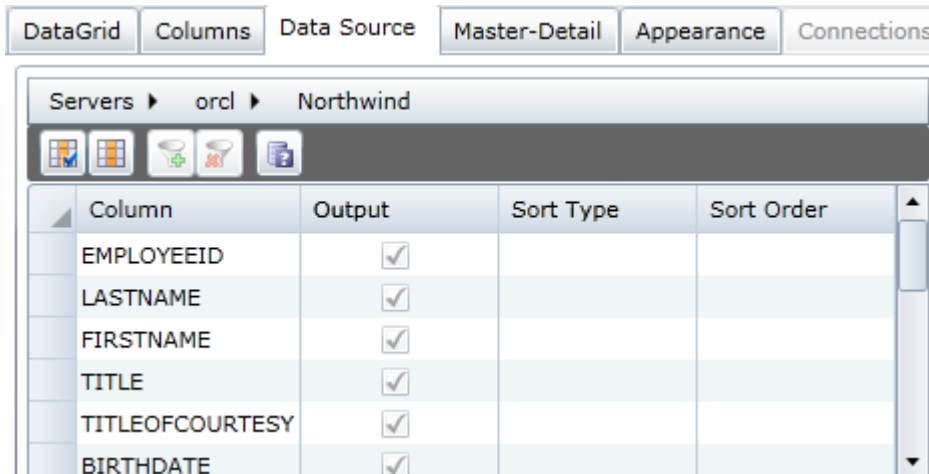 DataGrid Columns Data Source Master-Detail Appearance Connections
Servers orcl Northwind
Column Output Sort Type Sort Order
EMPLOYEEID
LASTNAME
FIRSTNAME
TITLE
TITLEOFCOURTESY
BIRTHDATE